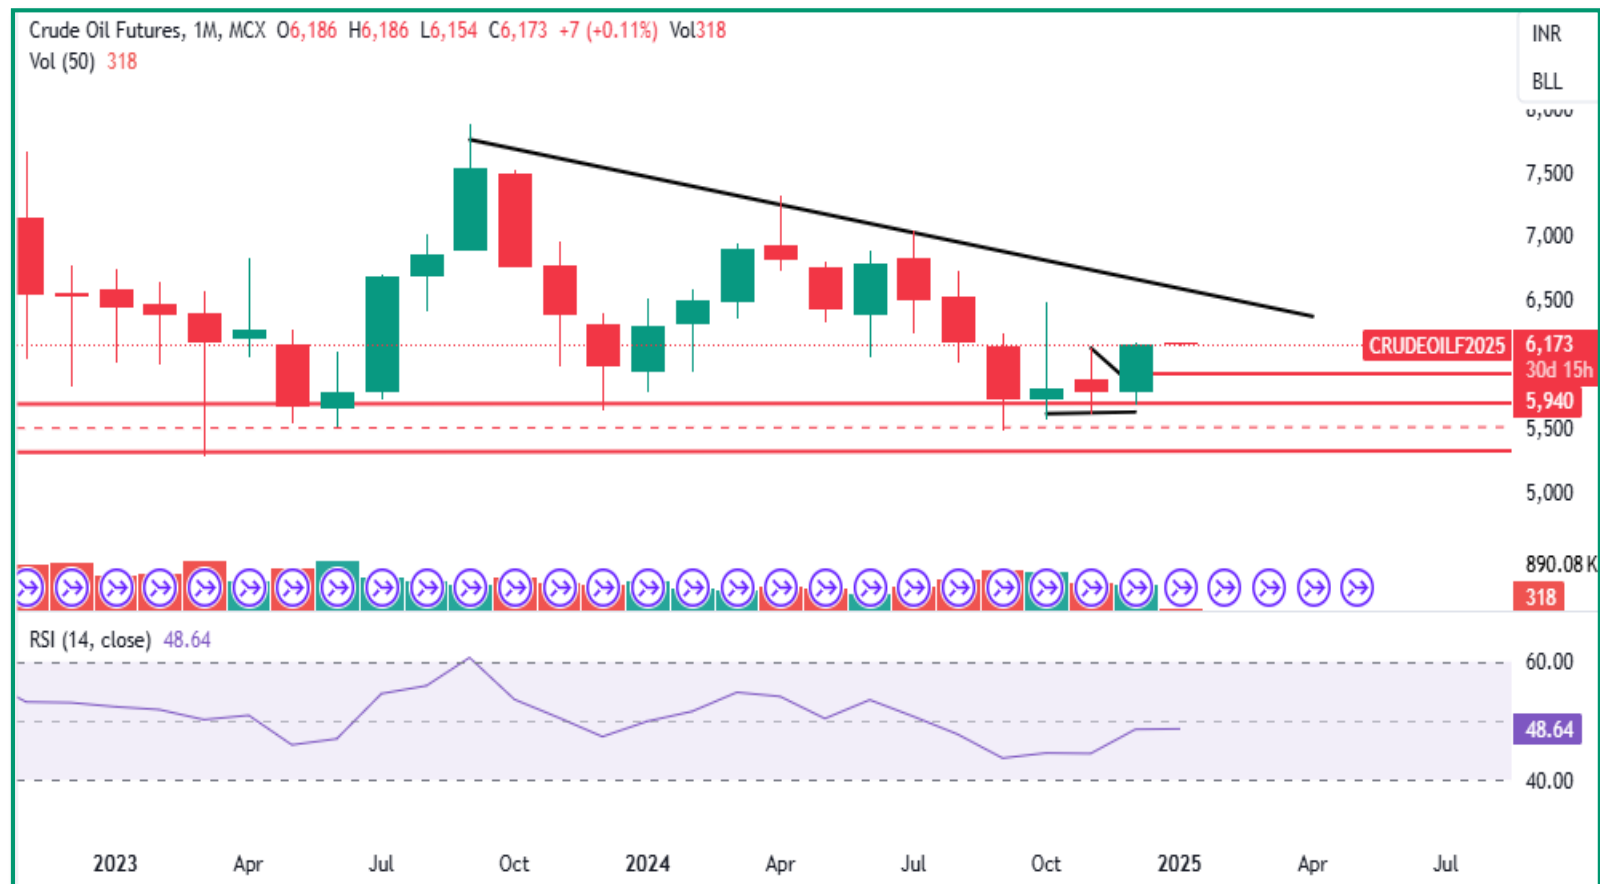 Crude Oil Futures, 1M, MCX O6,186 H6,186 L6,154 C6,173 +7 (+0.11%) Vol318
INR
Vol (50) 318
BLL
8,000
7,500
7,000
6,500
CRUDEOILF2025 6,173
30d 15h
5,940
5,500
5,000
890.08 K
318
RSI (14, close) 48.64
60.00
48.64
40.00
2023 Apr Jul Oct 2024 Apr Jul Oct 2025 Apr Jul